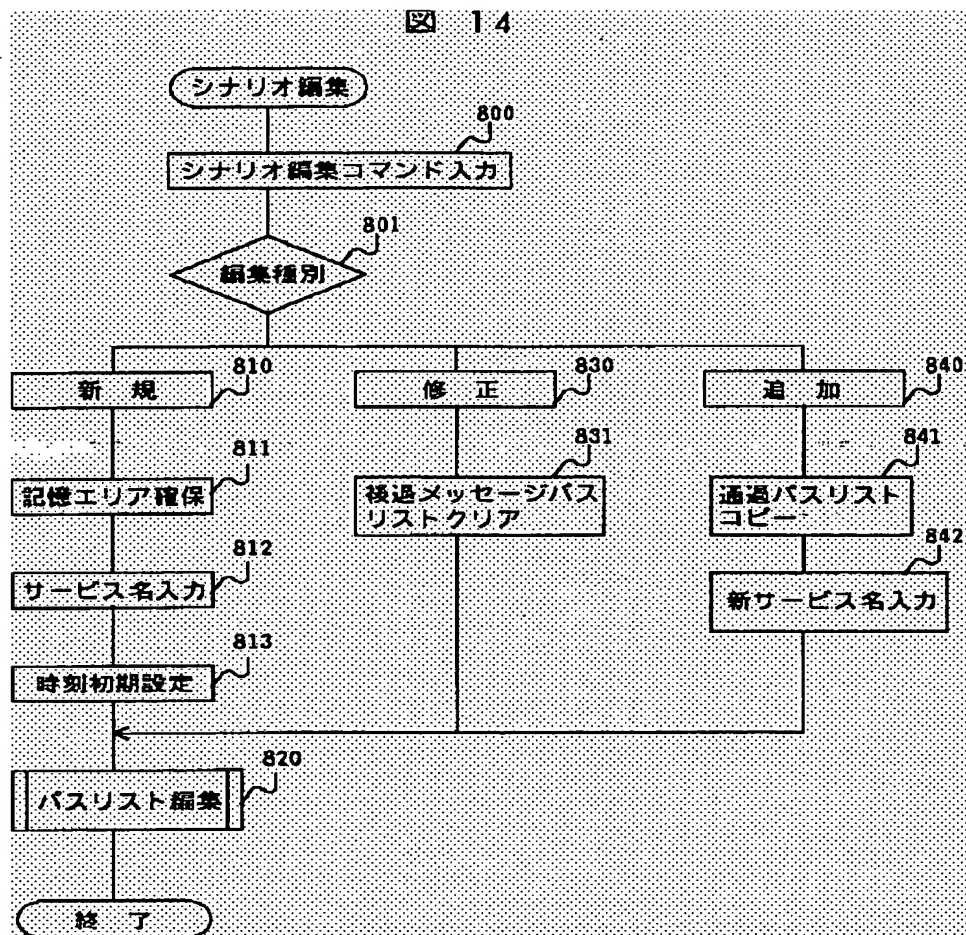 図 14
シナリオ編集
800
シナリオ編集コマンド入力
801
編集種別
810
新 規
830
修 正
840
追 加
811
記憶エリア確保
831
後退メッセージパス
リストクリア
841
通過パスリスト
コピー
812
サービス名入力
842
新サービス名入力
813
時刻初期設定
820
パスリスト編集
終 了